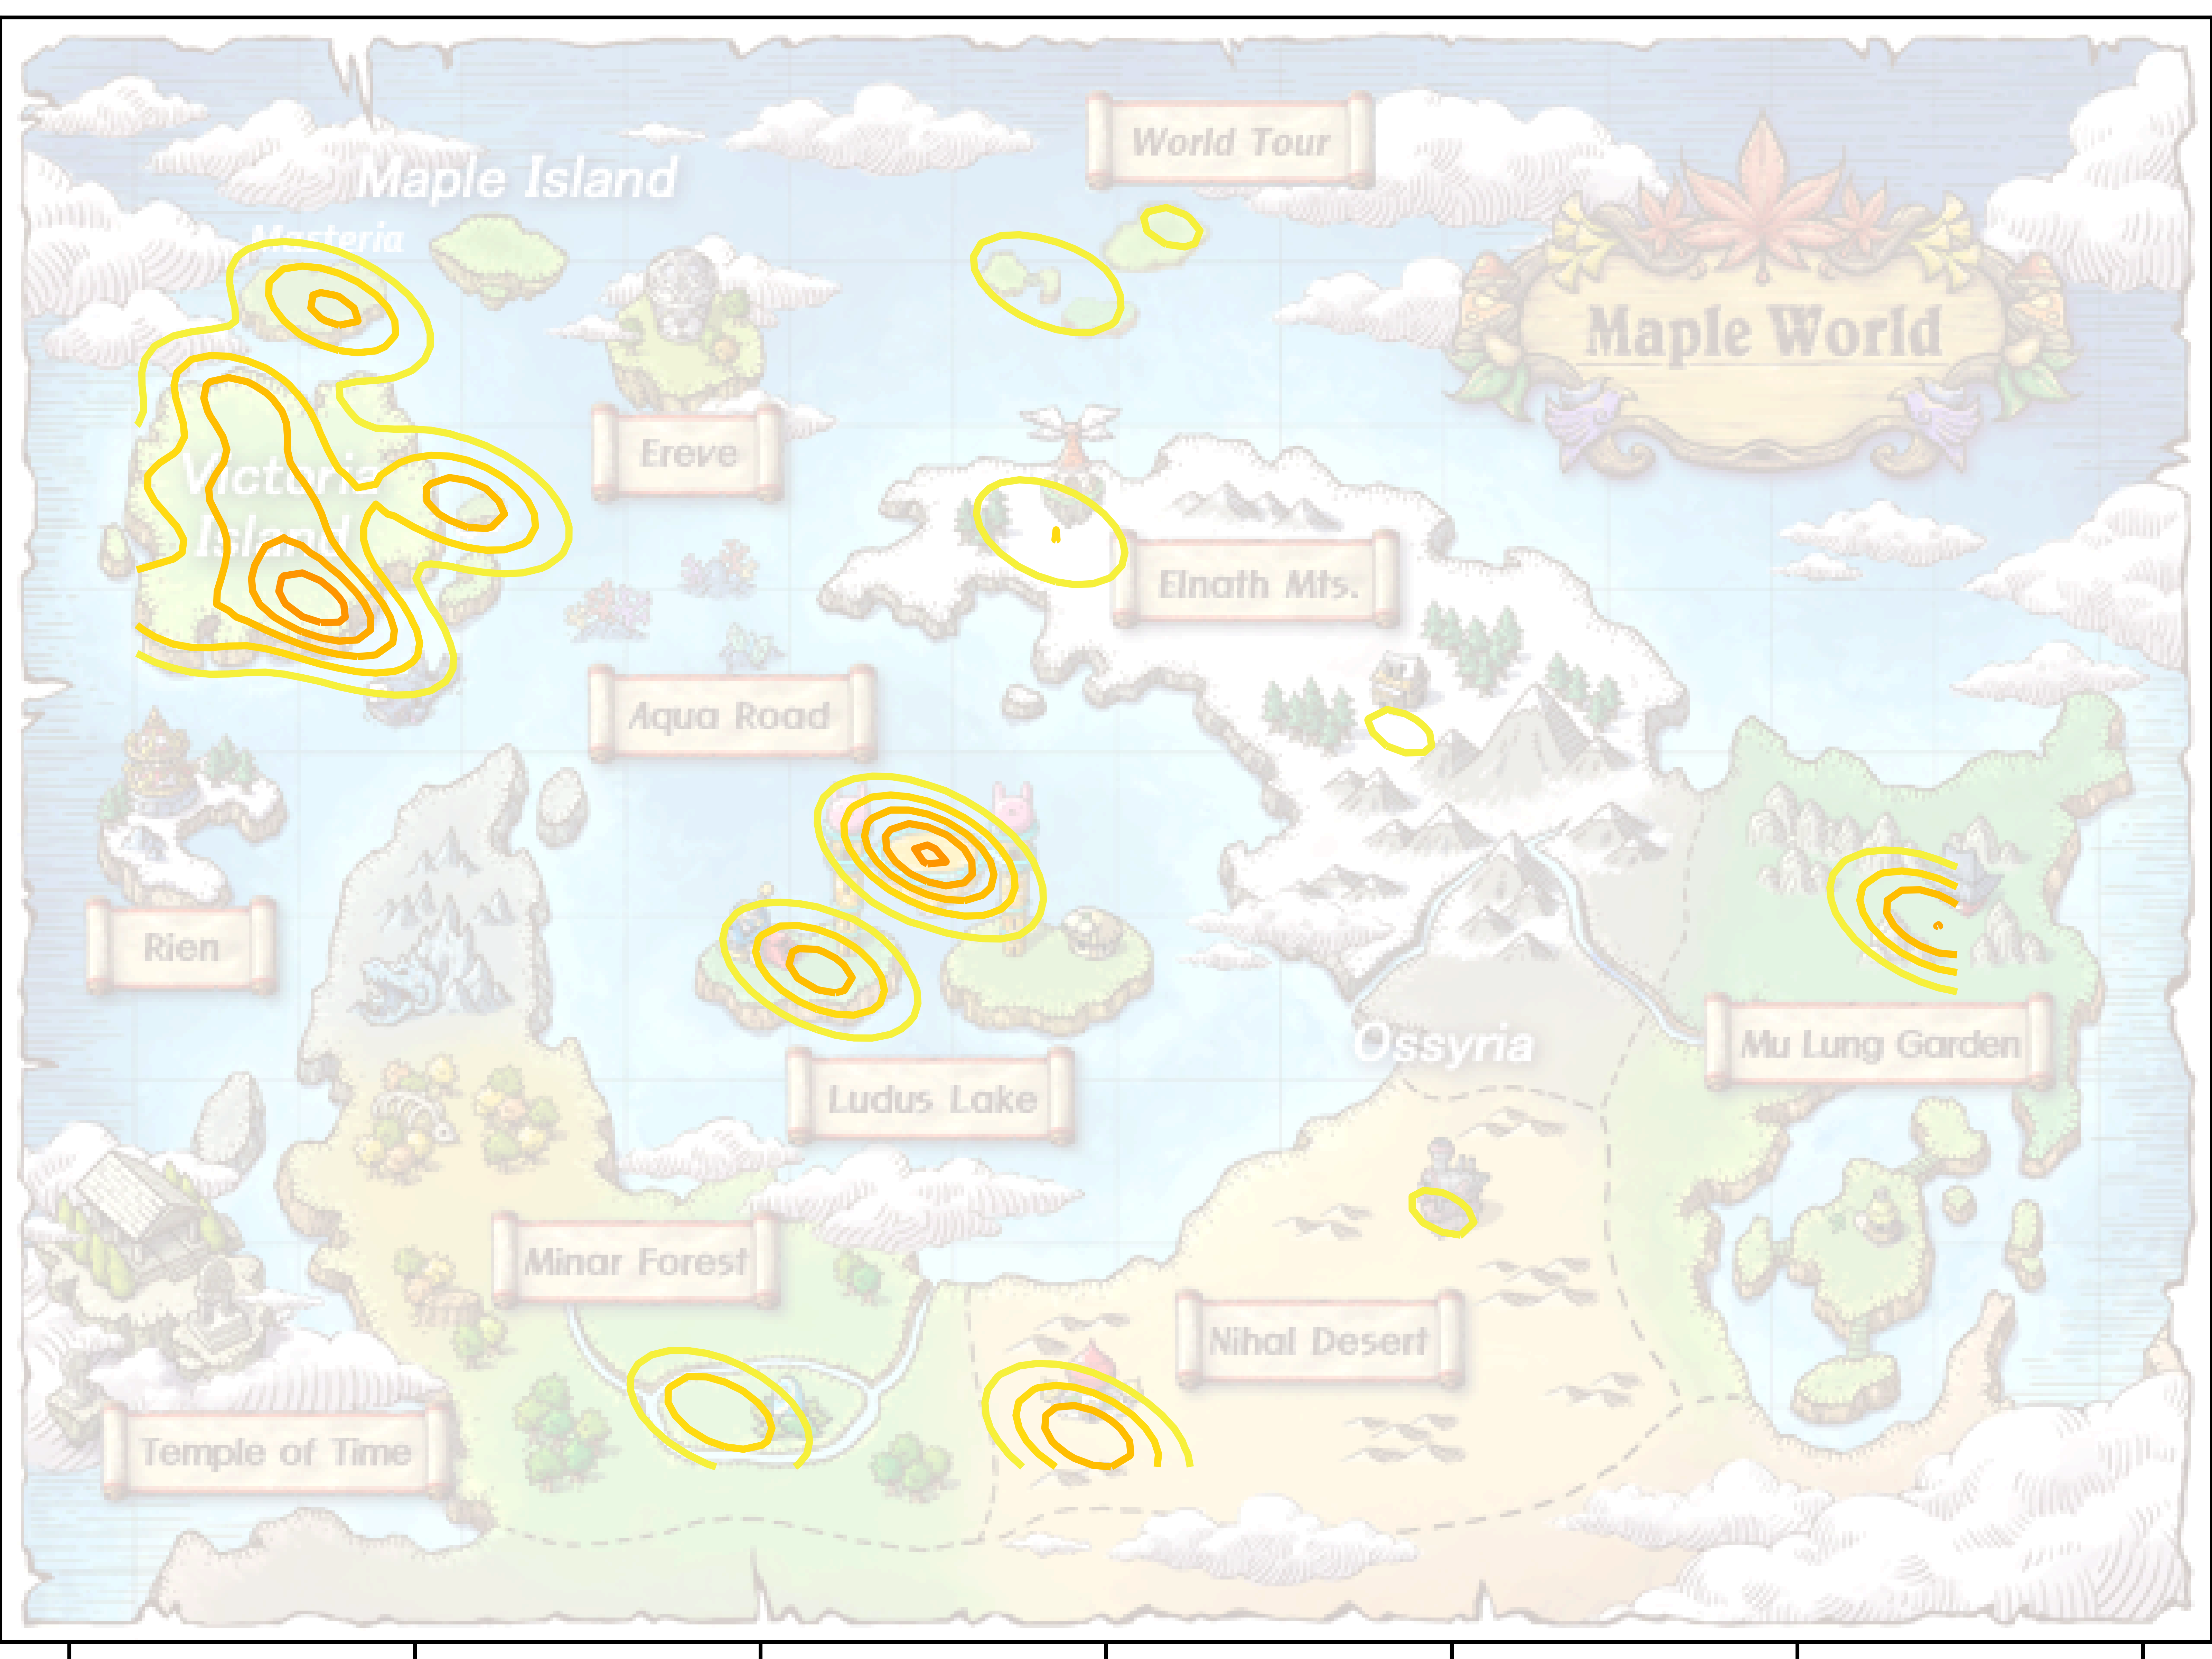 World Tour
Maple Island
Masteria
Maple World
Ereve
Victoria
Island
Elnath Mts.
Aqua Road
Rien
Ossyria
Mu Lung Garden
Ludus Lake
Minar Forest
Nihal Desert
Temple of Time